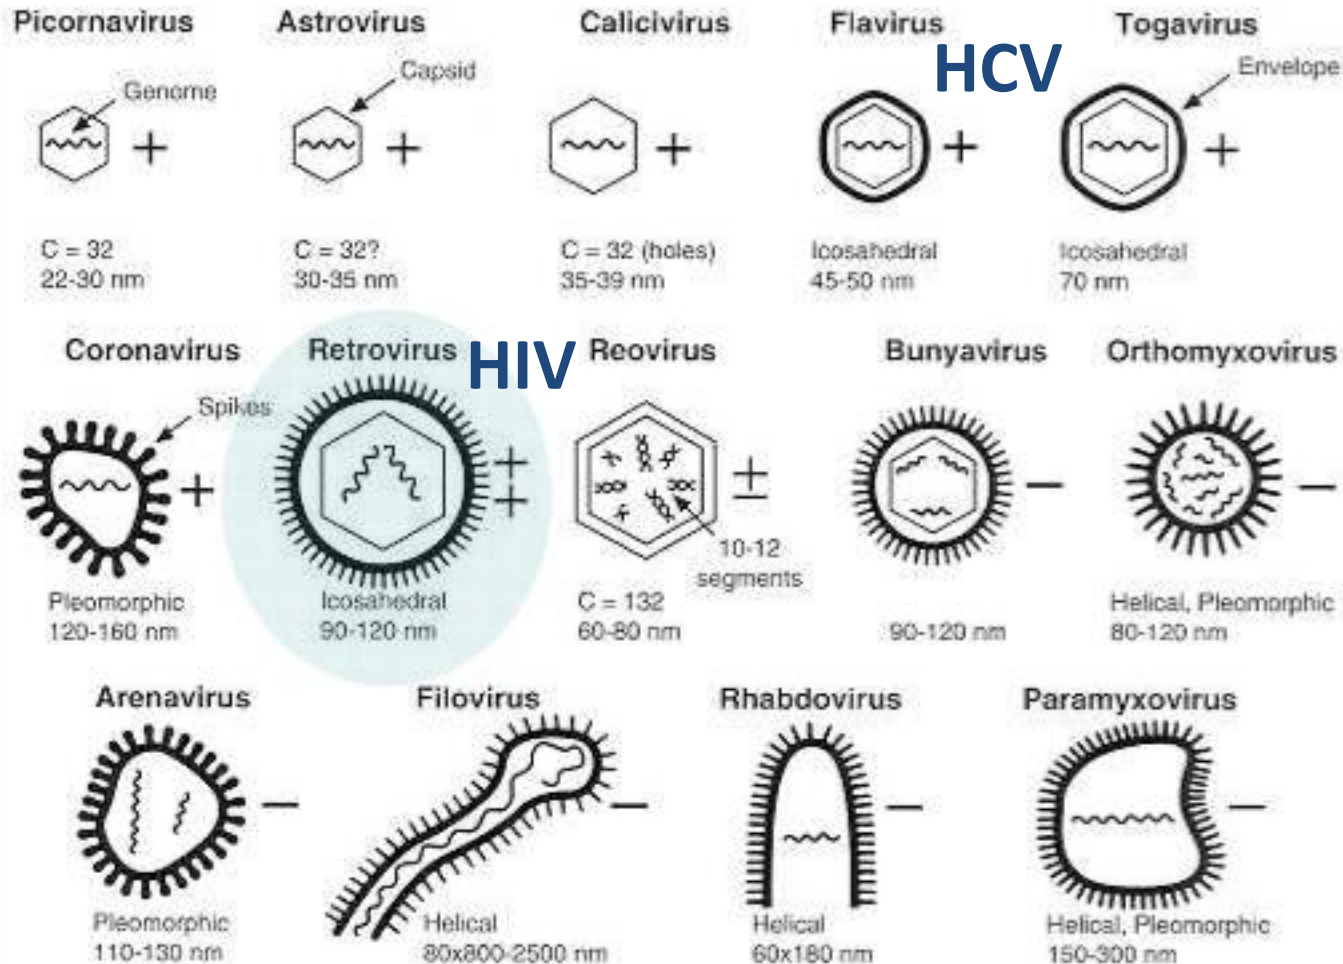 Picornavirus
Astrovirus
Calicivirus
Flavirus
Togavirus
HCV
Genome
Capsid
Envelope
+
+
+
+
+
C = 32
22-30 nm
C = 32?
30-35 nm
C = 32 (holes)
35-39 nm
Icosahedral
45-50 nm
Icosahedral
70 nm
Coronavirus
Retrovirus
HIV
Reovirus
Bunyavirus
Orthomyxovirus
Spikes
+
+
+
±
−
−
10-12
segments
Pleomorphic
120-160 nm
Icosahedral
90-120 nm
C = 132
60-80 nm
90-120 nm
Helical, Pleomorphic
80-120 nm
Arenavirus
Filovirus
Rhabdovirus
Paramyxovirus
−
−
−
−
Pleomorphic
110-130 nm
Helical
80x800-2500 nm
Helical
60x180 nm
Helical, Pleomorphic
150-300 nm